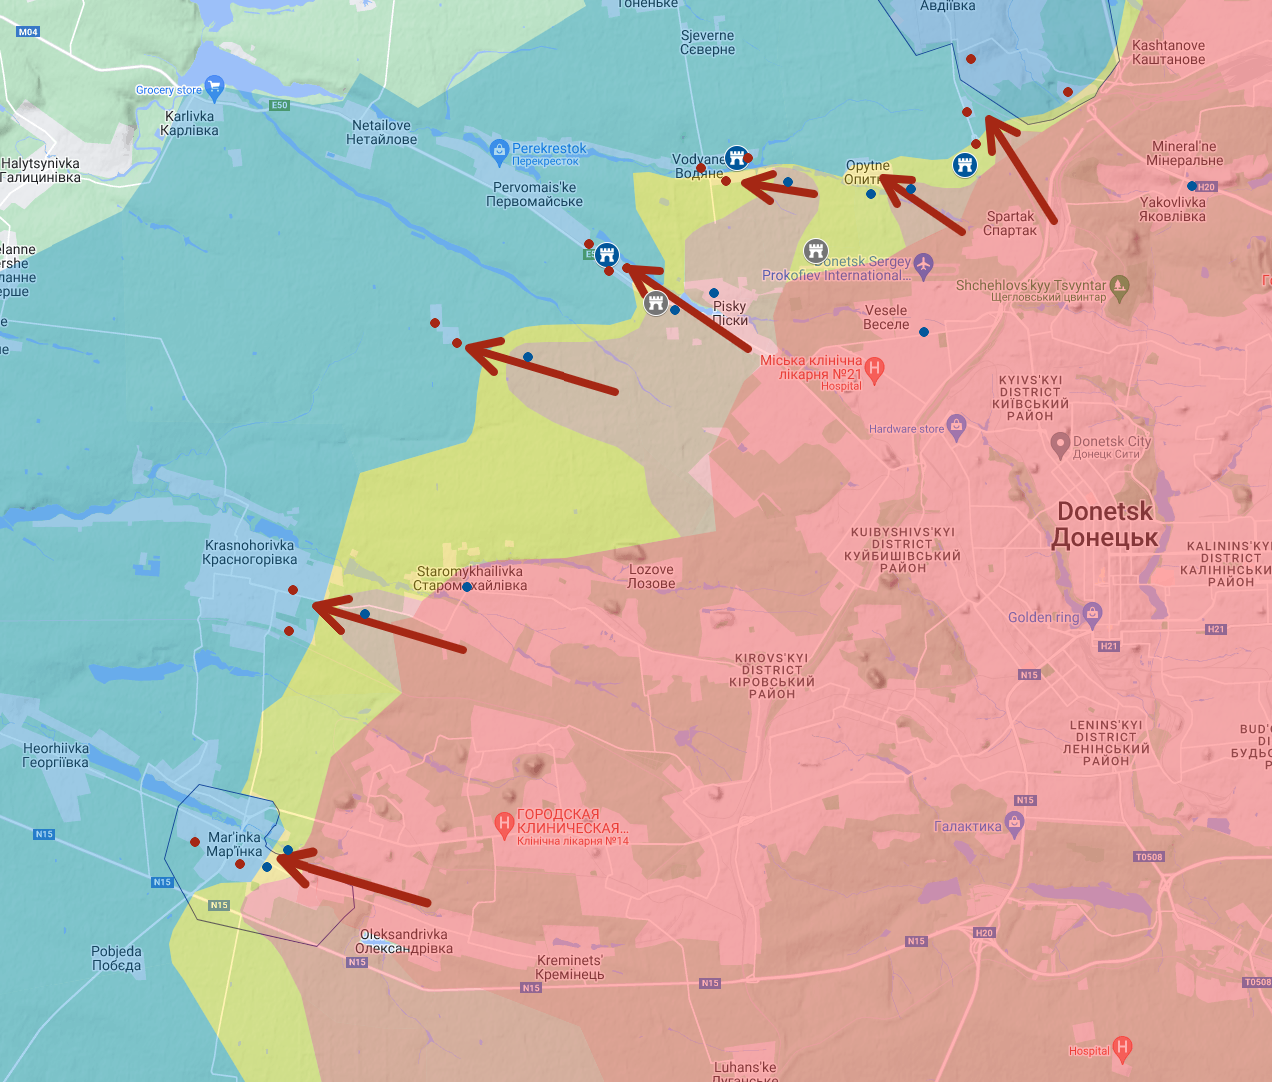 Тоненьке
Авдіївка
M04
Sjeverne
Сєверне
Kashtanove
Каштанове
Grocery store
E50
Karlivka
Карлівка
Netailove
Нетайлове
Perekrestok
Перекресток
Halytsynivka
Галицинівка
Vodyane
Водяне
Opytne
Опитне
Mineral'ne
Мінеральне
Pervomais'ke
Первомайське
H20
Yakovlivka
Яковлівка
Spartak
Спартак
Donetsk Sergey
Prokofiev International...
Shchehlovs'kyy Tsvyntar
Щегловський цвинтар
Pisky
Піски
Vesele
Веселе
Міська клінічна
лікарня №21
Hospital
KYIVS'KYI
DISTRICT
КИЇВСЬКИЙ
РАЙОН
Hardware store
Donetsk City
Донецк Сити
Donetsk
Донецьк
Krasnohorivka
Красногорівка
KUIBYSHIVS'KYI
DISTRICT
КУЙБИШІВСЬКИЙ
РАЙОН
KALININS'KYI
DISTRICT
КАЛІНІНСЬКИЙ
РАЙОН
Staromykhailivka
Старомихайлівка
Lozove
Лозове
Golden ring
H21
H21
KIROVS'KYI
DISTRICT
КІРОВСЬКИЙ
РАЙОН
N15
Heorhiivka
Георгіївка
LENINS'KYI
DISTRICT
ЛЕНІНСЬКИЙ
РАЙОН
N15
ГОРОДСКАЯ
КЛИНИЧЕСКАЯ...
Клінічна лікарня №14
Галактика
N15
Mar'inka
Мар'їнка
T0508
N15
N15
Oleksandrivka
Олександрівка
H20
N15
Pobjeda
Побєда
N15
Kreminets'
Кремінець
N15
N15
T0508
Hospital
Luhans'ke
Луганське